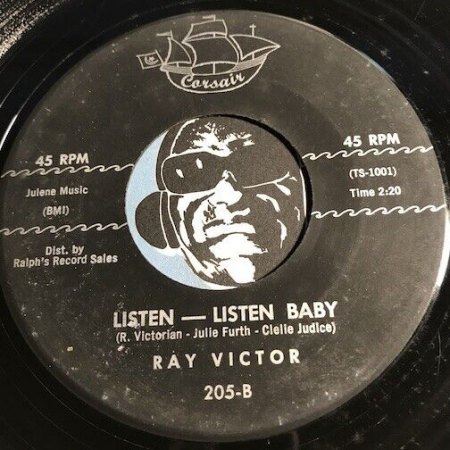 Corsair
45 RPM
Julene Music
(BMI)
Dist. by
Ralph's Record Sales
45 RPM
(TS-1001)
Time 2:20
LISTEN — LISTEN BABY
(R. Victorian - Julie Furth - Clelie Judice)
RAY VICTOR
205-B